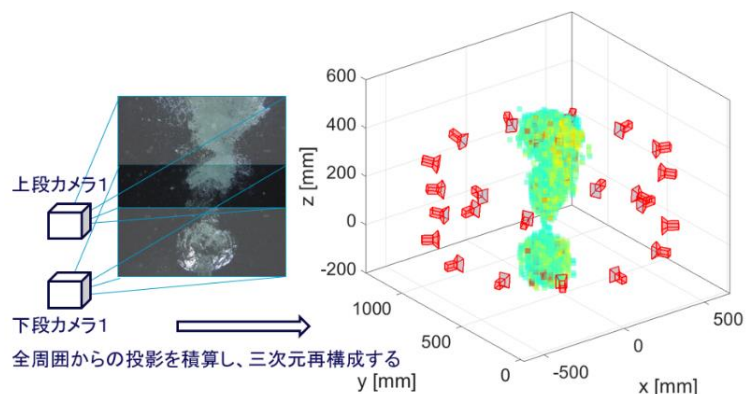 上段カメラ1
下段カメラ1
全周囲からの投影を積算し、三次元再構成する
600
400
200
0
-200
z [mm]
1000
500
0
y [mm]
-500
0
500
x [mm]